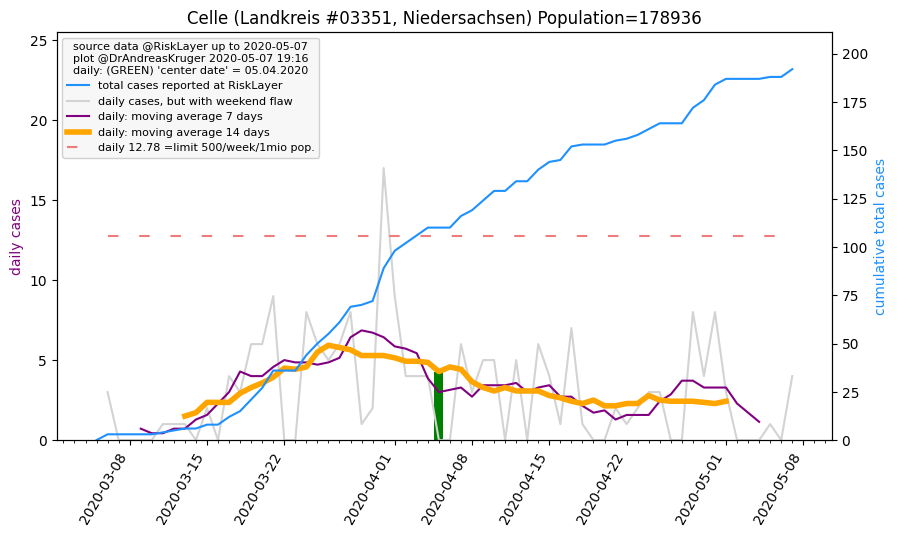 Celle (Landkreis #03351, Niedersachsen) Population=178936
source data @RiskLayer up to 2020-05-07
plot @DrAndreasKruger 2020-05-07 19:16
daily: (GREEN) 'center date' = 05.04.2020
total cases reported at RiskLayer
daily cases, but with weekend flaw
daily: moving average 7 days
daily: moving average 14 days
daily 12.78 =limit 500/week/1mio pop.
daily cases
25
20
15
10
5
0
cumulative total cases
200
175
150
125
100
75
50
25
0
2020-03-08
2020-03-15
2020-03-22
2020-04-01
2020-04-08
2020-04-15
2020-04-22
2020-05-01
2020-05-08